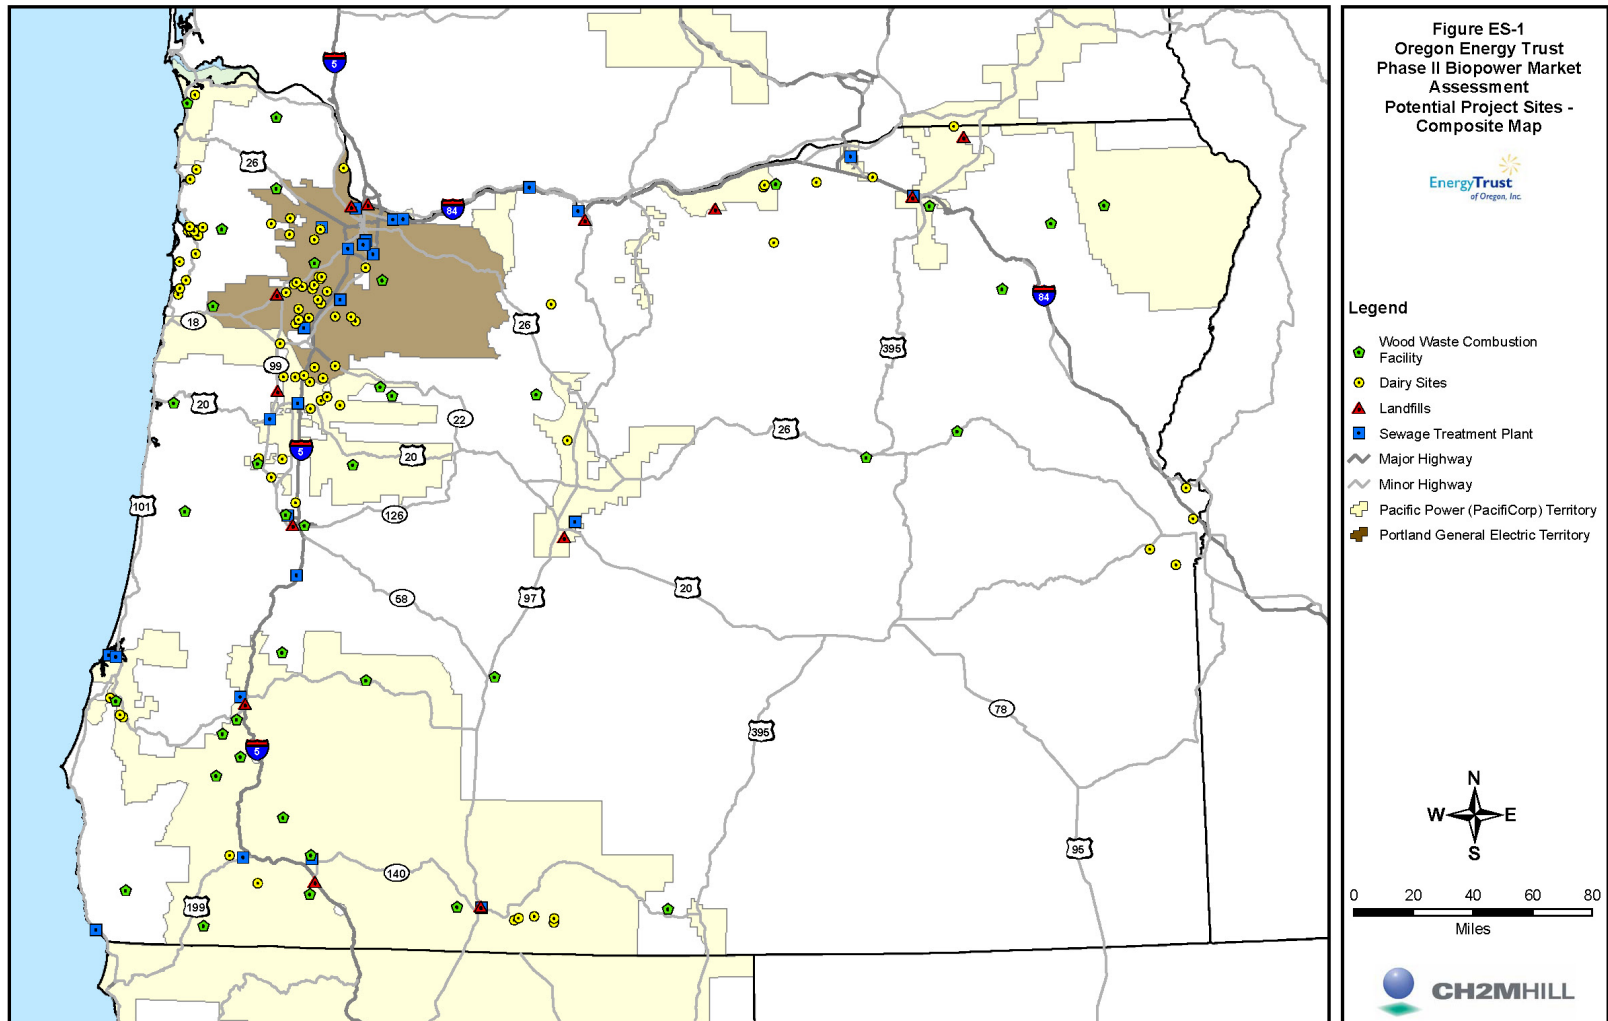 Figure ES-1
Oregon Energy Trust
Phase II Biopower Market
Assessment
Potential Project Sites -
Composite Map
EnergyTrust
of Oregon, Inc.
Legend
Wood Waste Combustion
Facility
Dairy Sites
Landfills
Sewage Treatment Plant
Major Highway
Minor Highway
Pacific Power (PacifiCorp) Territory
Portland General Electric Territory
N
W E
S
0 20 40 60 80
Miles
CH2MHILL
5
26
84
84
18
26
395
99
20
22
26
5
20
101
126
58
97
20
78
395
5
140
95
199